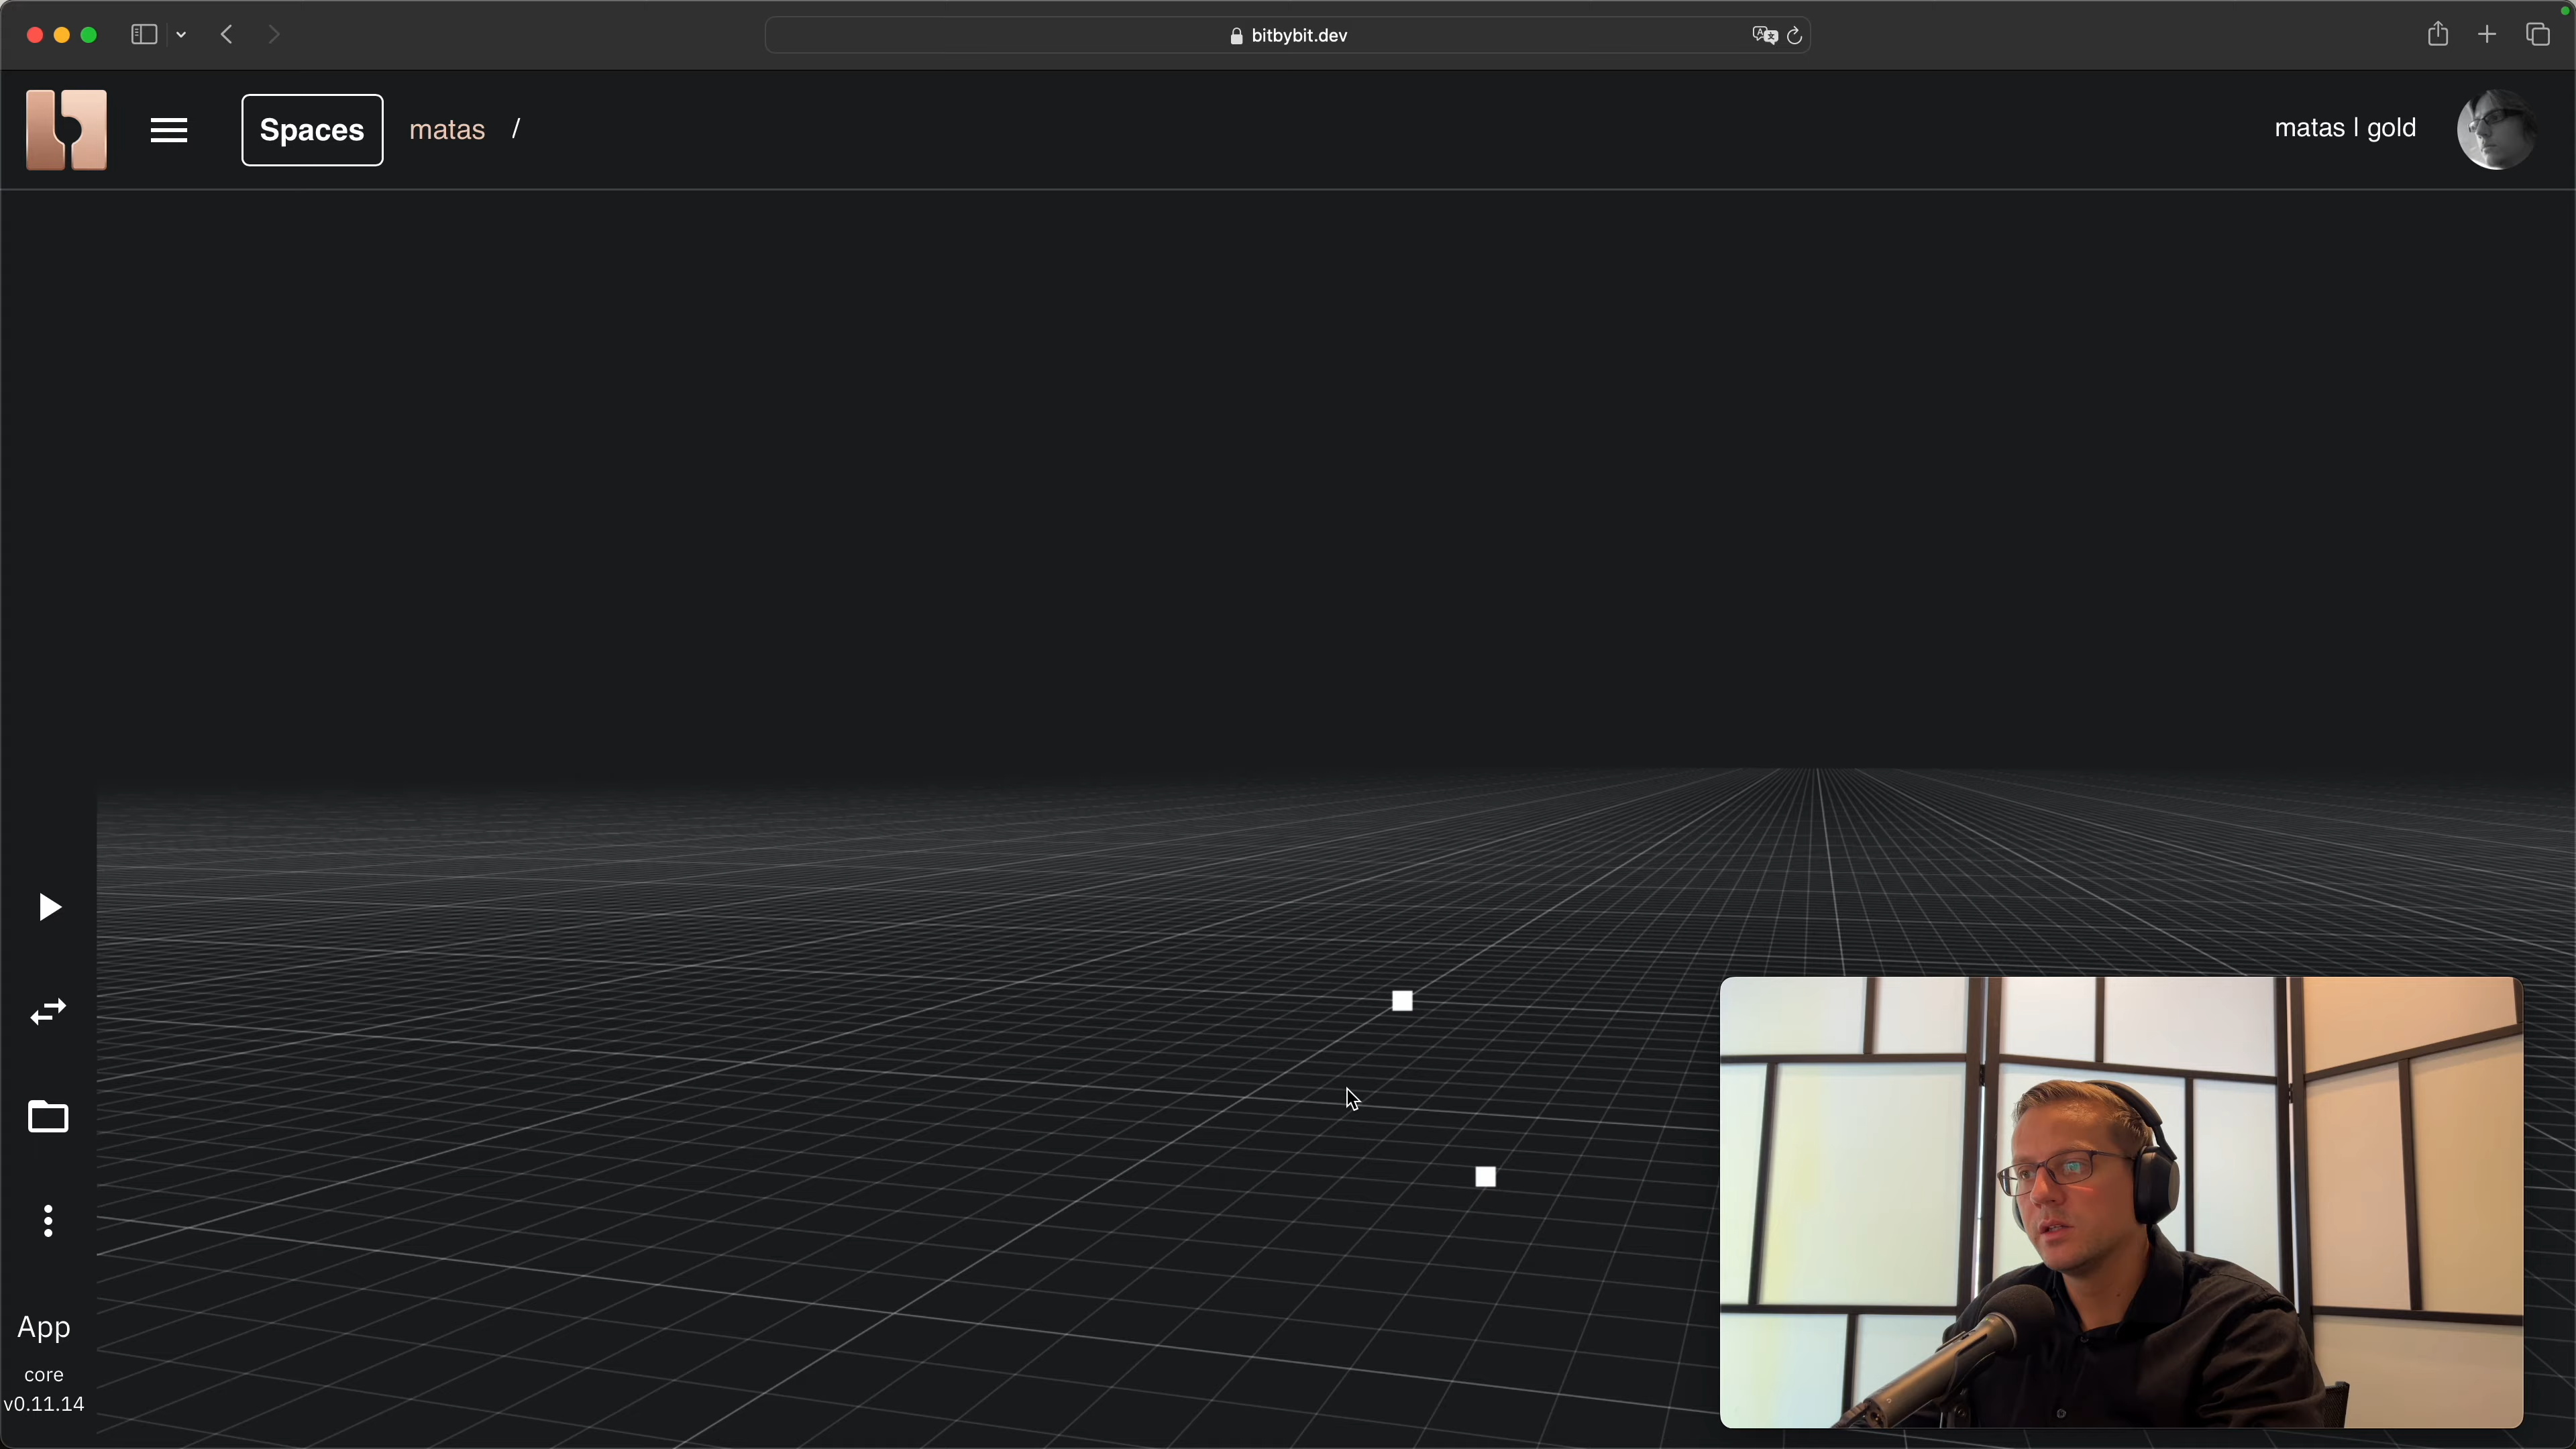 bitbybit.dev
Spaces
matas /
matas | gold
App
core
v0.11.14